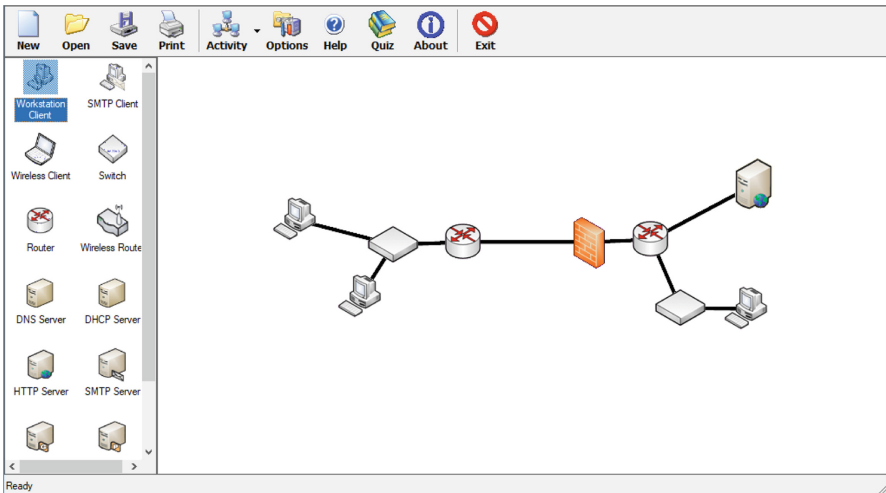 New Open Save Print Activity Options Help Quiz About Exit
Workstation
Client
SMTP Client
Wireless Client Switch
Router Wireless Route
DNS Server DHCP Server
HTTP Server SMTP Server
Ready